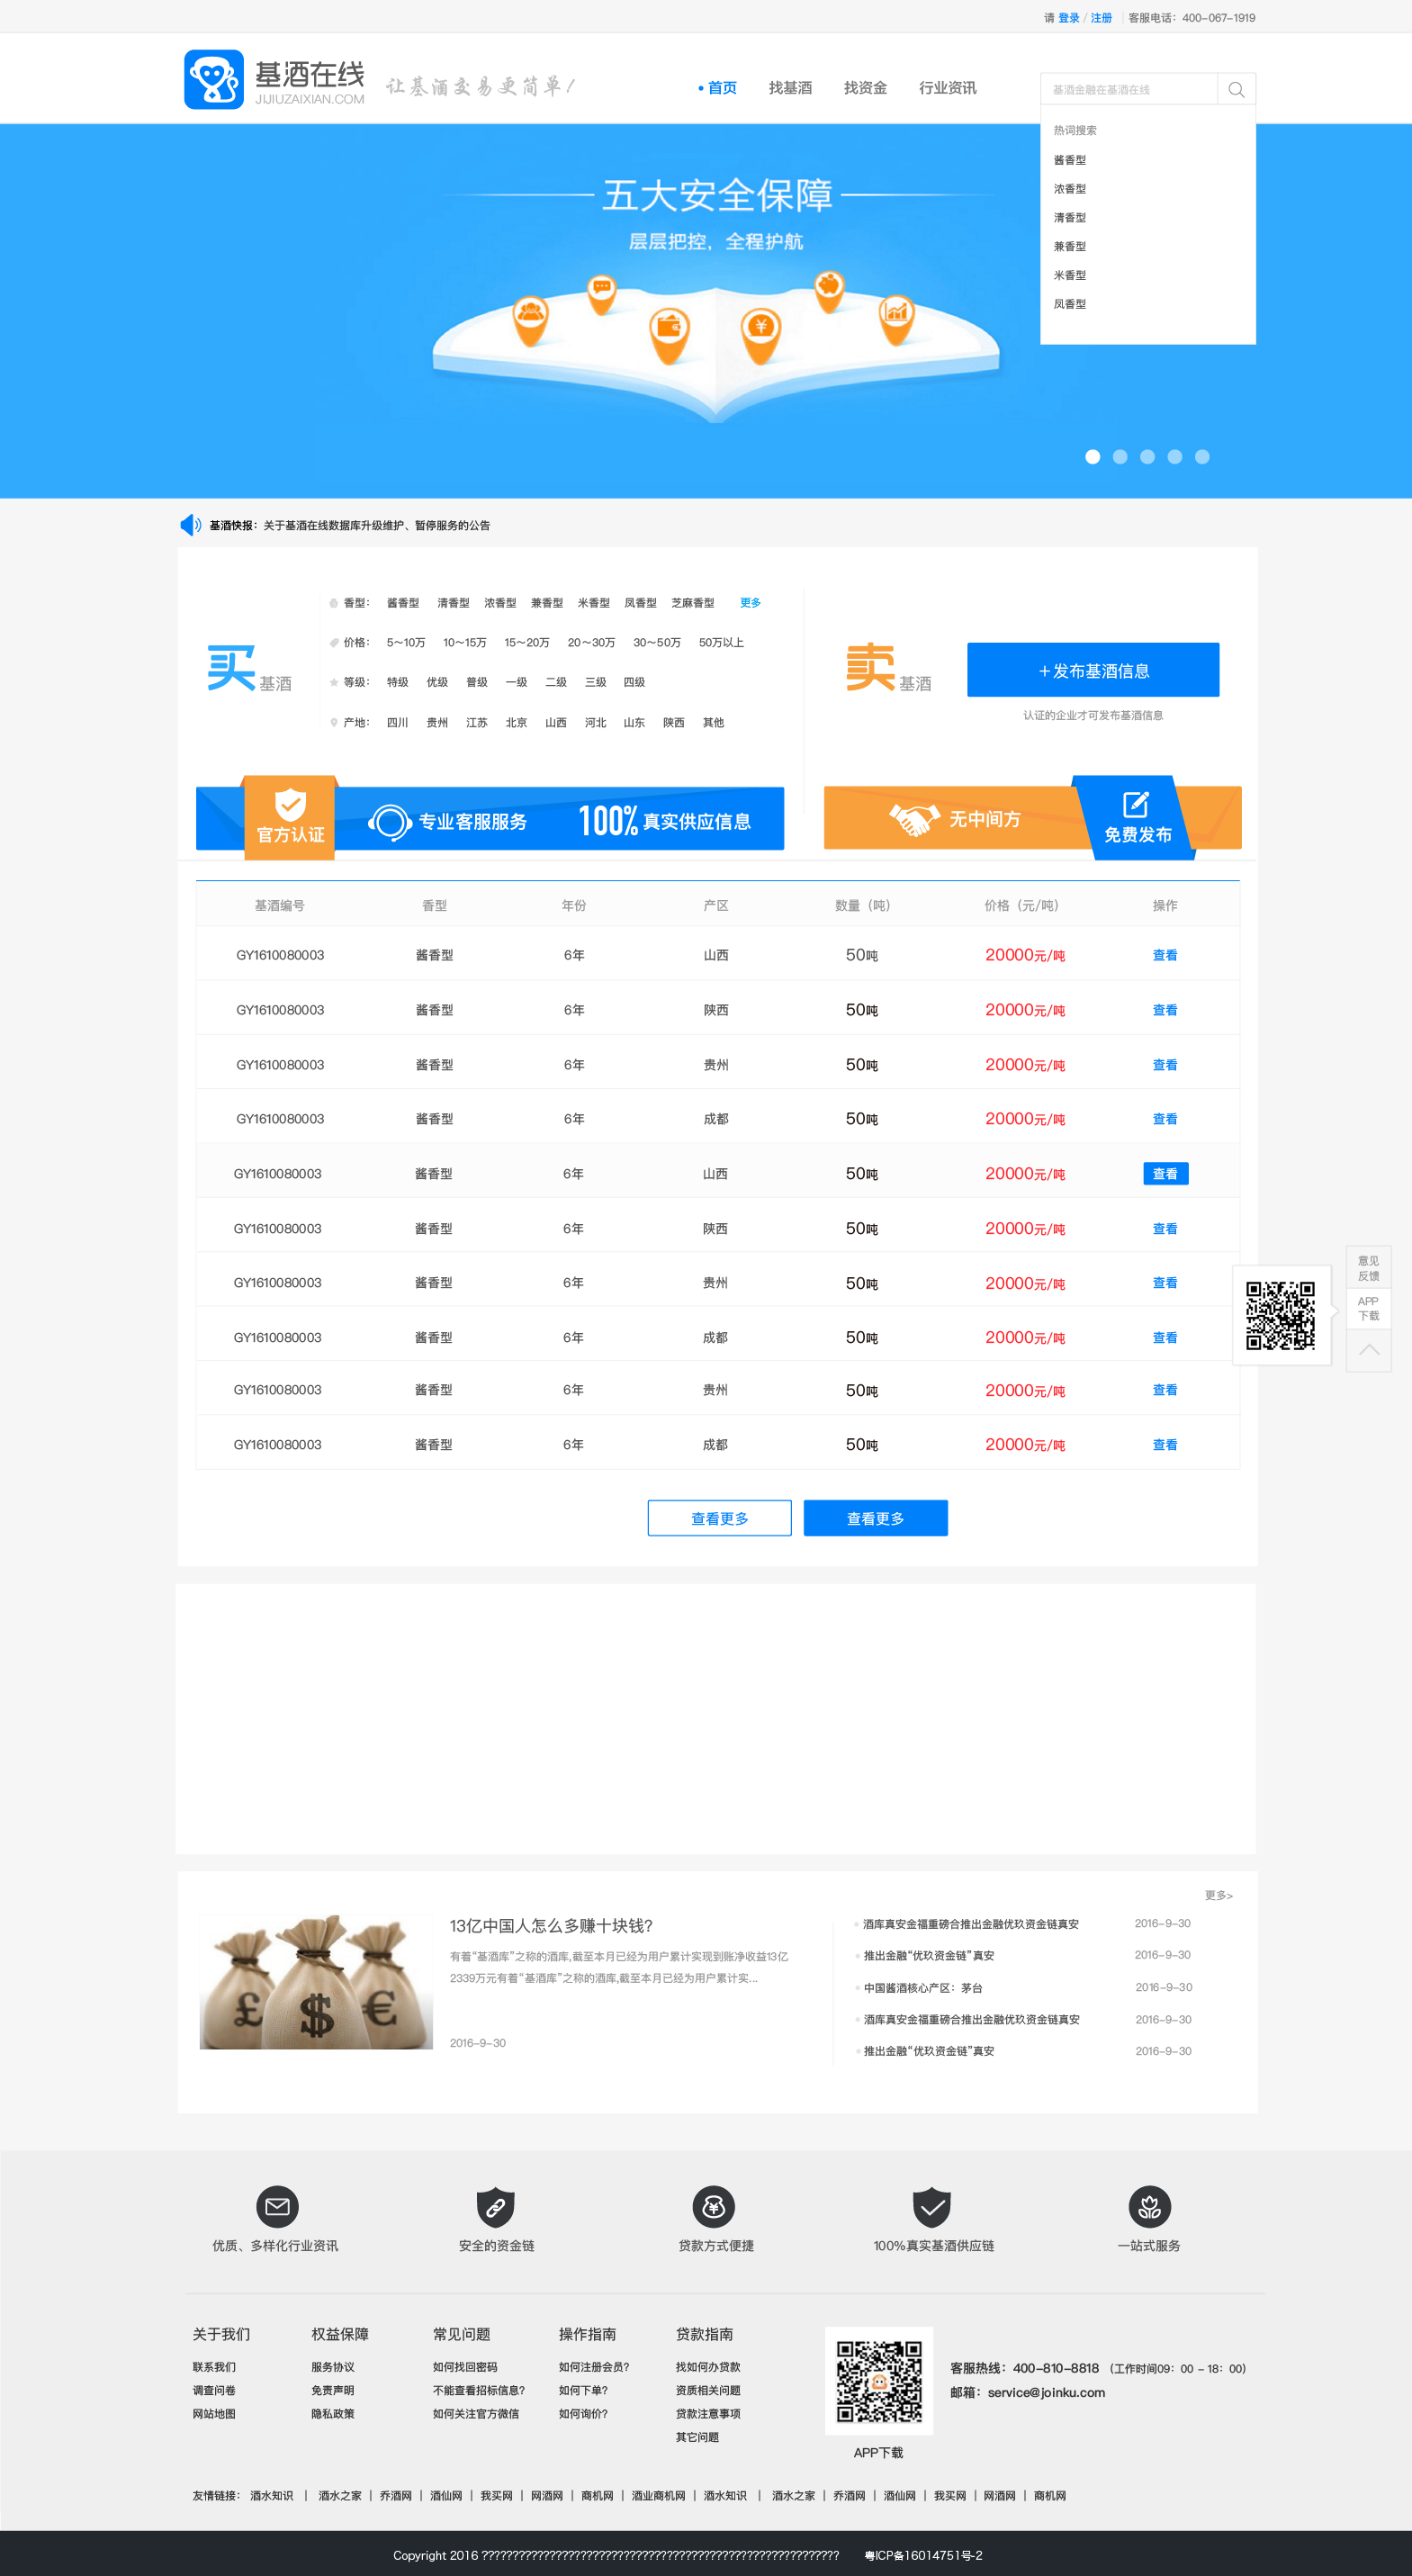 请 登录 / 注册 客服电话：400-067-1919
基酒在线
JIJIUZAIXIAN.COM
让基酒交易更简单！
首页 找基酒 找资金 行业资讯
基酒金融在基酒在线
热词搜索
酱香型
浓香型
清香型
兼香型
米香型
凤香型
五大安全保障
层层把控，全程护航
基酒快报：关于基酒在线数据库升级维护、暂停服务的公告
买基酒
香型： 酱香型 清香型 浓香型 兼香型 米香型 凤香型 芝麻香型 更多
价格： 5~10万 10~15万 15~20万 20~30万 30~50万 50万以上
等级： 特级 优级 普级 一级 二级 三级 四级
产地： 四川 贵州 江苏 北京 山西 河北 山东 陕西 其他
卖基酒
+发布基酒信息
认证的企业才可发布基酒信息
官方认证 专业客服服务 100%真实供应信息
无中间方 免费发布
基酒编号 香型 年份 产区 数量（吨） 价格（元/吨） 操作
GY1610080003 酱香型 6年 山西 50吨 20000元/吨 查看
GY1610080003 酱香型 6年 陕西 50吨 20000元/吨 查看
GY1610080003 酱香型 6年 贵州 50吨 20000元/吨 查看
GY1610080003 酱香型 6年 成都 50吨 20000元/吨 查看
GY1610080003 酱香型 6年 山西 50吨 20000元/吨 查看
GY1610080003 酱香型 6年 陕西 50吨 20000元/吨 查看
GY1610080003 酱香型 6年 贵州 50吨 20000元/吨 查看
GY1610080003 酱香型 6年 成都 50吨 20000元/吨 查看
GY1610080003 酱香型 6年 贵州 50吨 20000元/吨 查看
GY1610080003 酱香型 6年 成都 50吨 20000元/吨 查看
意见
反馈
APP
下载
查看更多 查看更多
更多>
13亿中国人怎么多赚十块钱？
有着“基酒库”之称的酒库,截至本月已经为用户累计实现到账净收益13亿
2339万元有着“基酒库”之称的酒库,截至本月已经为用户累计实...
2016-9-30
酒库真安金福重磅合推出金融优玖资金链真安 2016-9-30
推出金融“优玖资金链”真安 2016-9-30
中国酱酒核心产区：茅台 2016-9-30
酒库真安金福重磅合推出金融优玖资金链真安 2016-9-30
推出金融“优玖资金链”真安 2016-9-30
优质、多样化行业资讯 安全的资金链 贷款方式便捷 100%真实基酒供应链 一站式服务
关于我们
联系我们
调查问卷
网站地图
权益保障
服务协议
免责声明
隐私政策
常见问题
如何找回密码
不能查看招标信息？
如何关注官方微信
操作指南
如何注册会员？
如何下单？
如何询价？
贷款指南
找如何办贷款
资质相关问题
贷款注意事项
其它问题
APP下载
客服热线：400-810-8818 （工作时间09：00 - 18：00）
邮箱：service@joinku.com
友情链接： 酒水知识 | 酒水之家 | 乔酒网 | 酒仙网 | 我买网 | 网酒网 | 商机网 | 酒业商机网 | 酒水知识 | 酒水之家 | 乔酒网 | 酒仙网 | 我买网 | 网酒网 | 商机网
Copyright 2016 ?????????????????????????????????????????????????????????? 粤ICP备16014751号-2